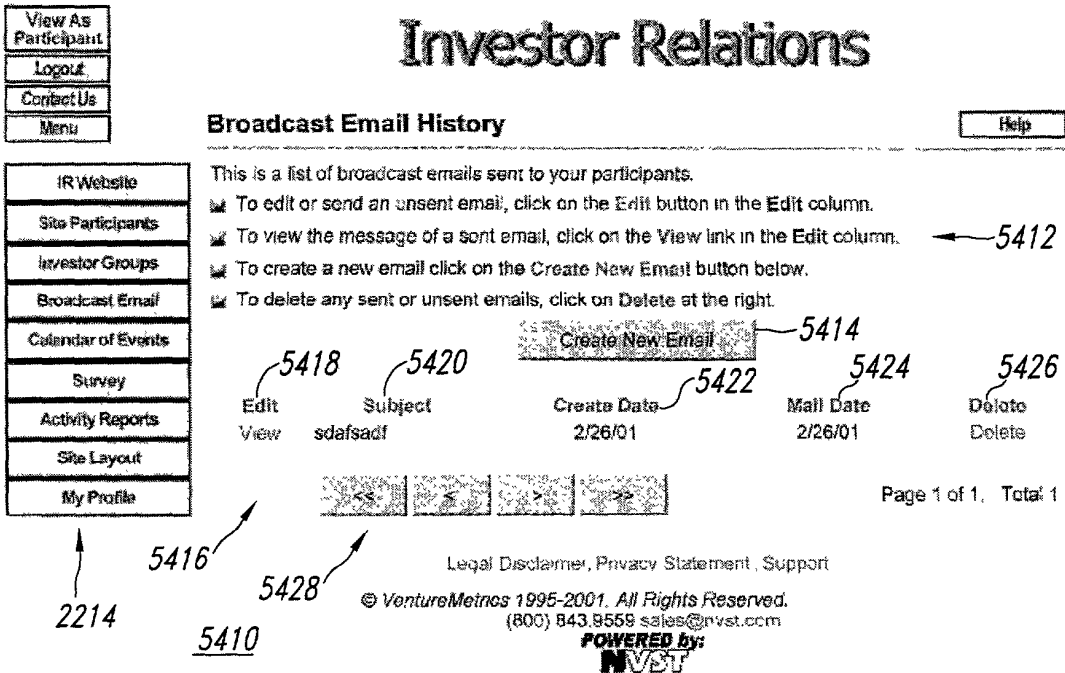 View As
Participant
Logout
Contact Us
Menu
Investor Relations
Broadcast Email History
Help
IR Website
Site Participants
Investor Groups
Broadcast Email
Calendar of Events
Survey
Activity Reports
Site Layout
My Profile
2214
This is a list of broadcast emails sent to your participants.
To edit or send an unsent email, click on the Edit button in the Edit column.
To view the message of a sent email, click on the View link in the Edit column.
5412
To create a new email click on the Create New Email button below.
To delete any sent or unsent emails, click on Delete at the right.
Create New Email
5414
5418 5420 5422 5424 5426
Edit Subject Create Date Mail Date Delete
View sdafsadf 2/26/01 2/26/01 Delete
<< < > >>
Page 1 of 1, Total 1
5416
5428
Legal Disclaimer, Privacy Statement, Support
© VentureMetrics 1995-2001. All Rights Reserved.
(800) 843.9559 sales@nvst.com
POWERED by:
NVST
5410